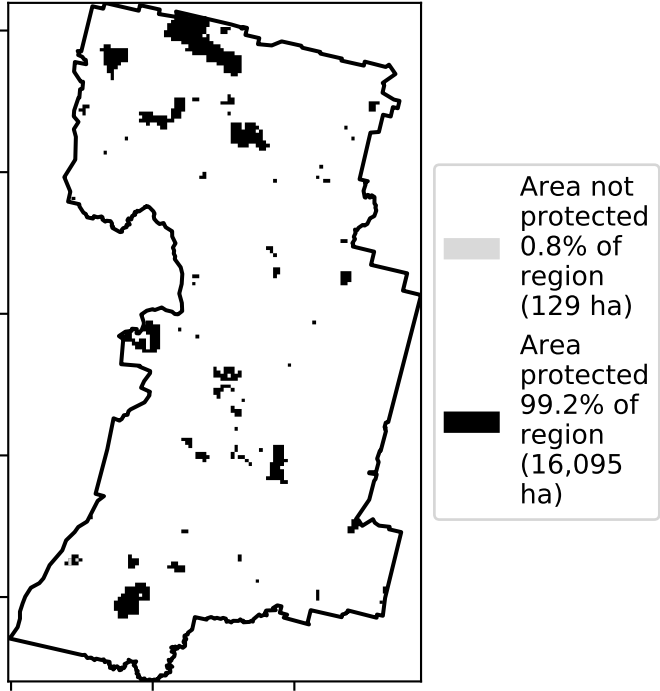 Area not
protected
0.8% of
region
(129 ha)
Area
protected
99.2% of
region
(16,095
ha)